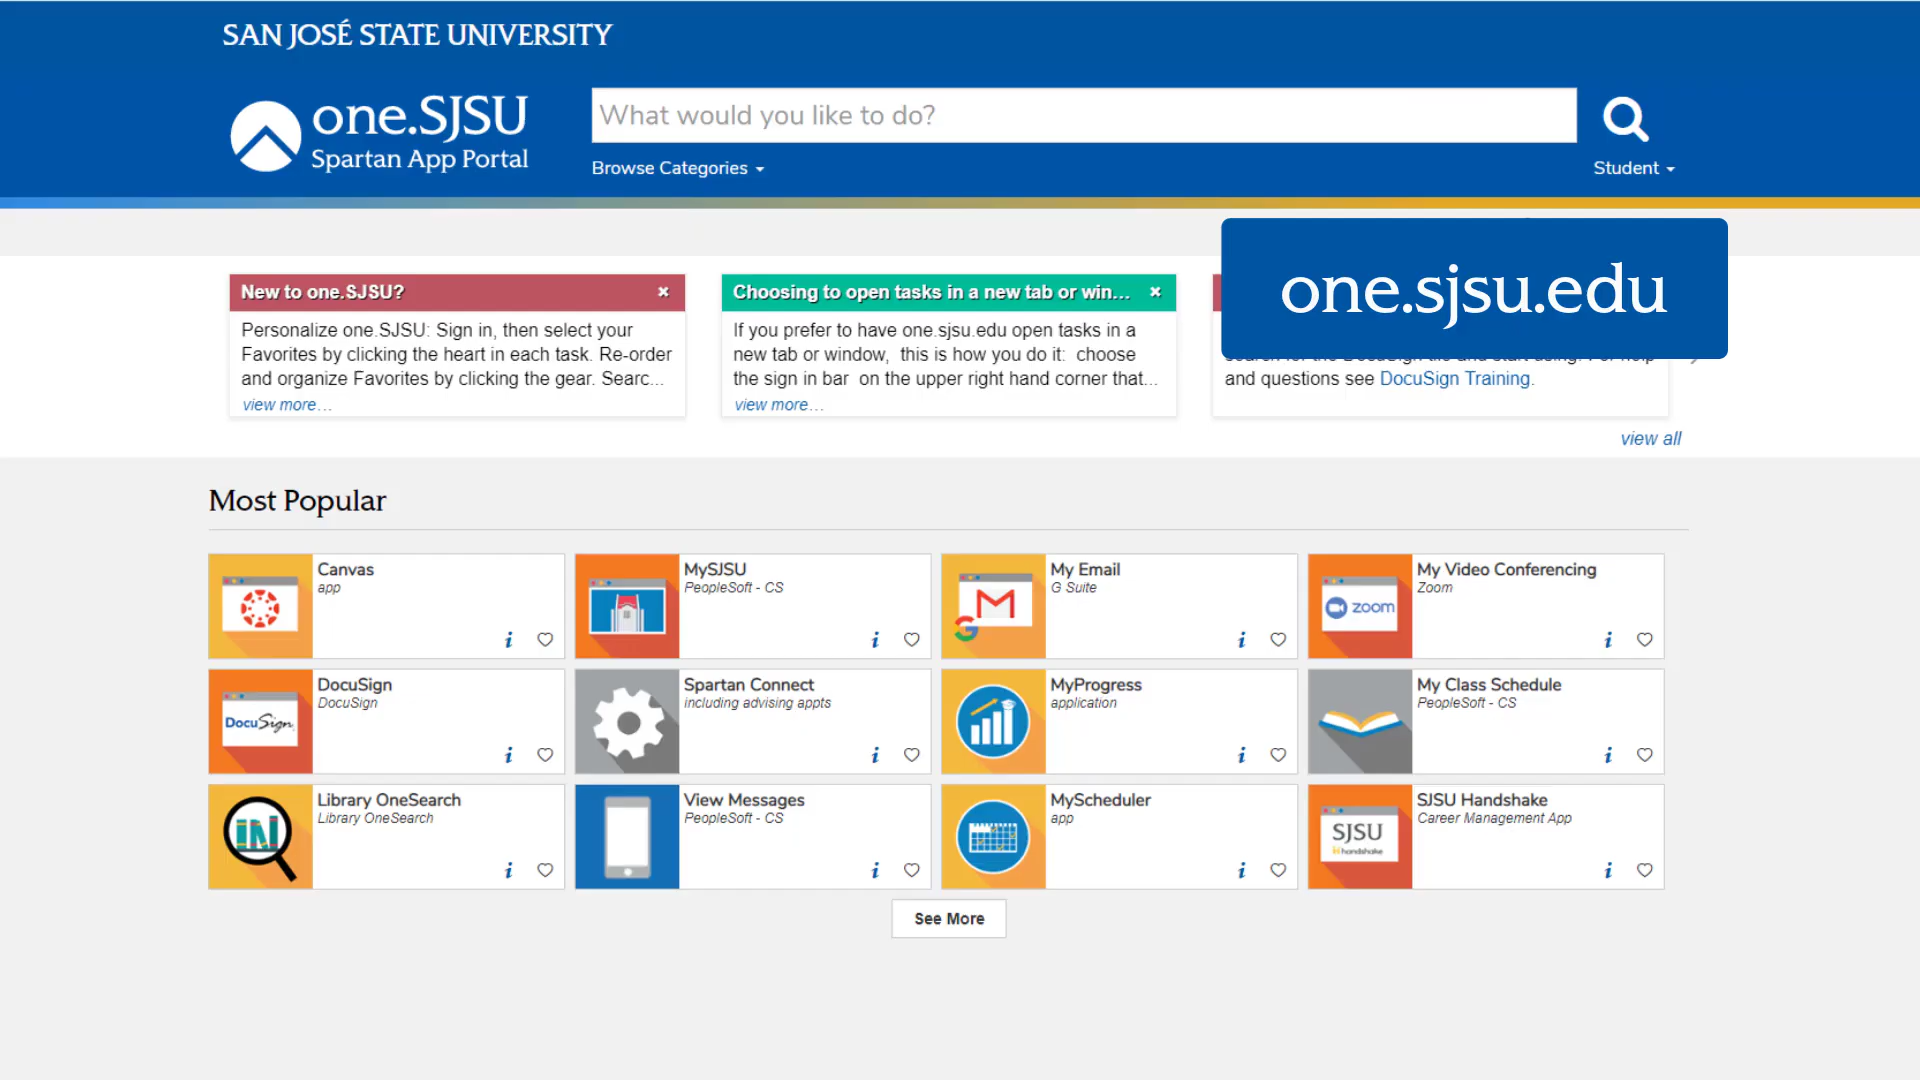 SAN JOSÉ STATE UNIVERSITY
one.SJSU
Spartan App Portal
What would you like to do?
Browse Categories
Student
one.sjsu.edu
New to one.SJSU?
Personalize one.SJSU: Sign in, then select your
Favorites by clicking the heart in each task. Re-order
and organize Favorites by clicking the gear. Searc...
view more...
Choosing to open tasks in a new tab or win...
If you prefer to have one.sjsu.edu open tasks in a
new tab or window, this is how you do it: choose
the sign in bar on the upper right hand corner that...
view more...
and questions see DocuSign Training.
view all
Most Popular
Canvas
app
MySJSU
PeopleSoft - CS
My Email
G Suite
zoom
My Video Conferencing
Zoom
DocuSign
DocuSign
DocuSign
Spartan Connect
including advising appts
MyProgress
application
My Class Schedule
PeopleSoft - CS
Library OneSearch
Library OneSearch
View Messages
PeopleSoft - CS
MyScheduler
app
SJSU
handshake
SJSU Handshake
Career Management App
See More